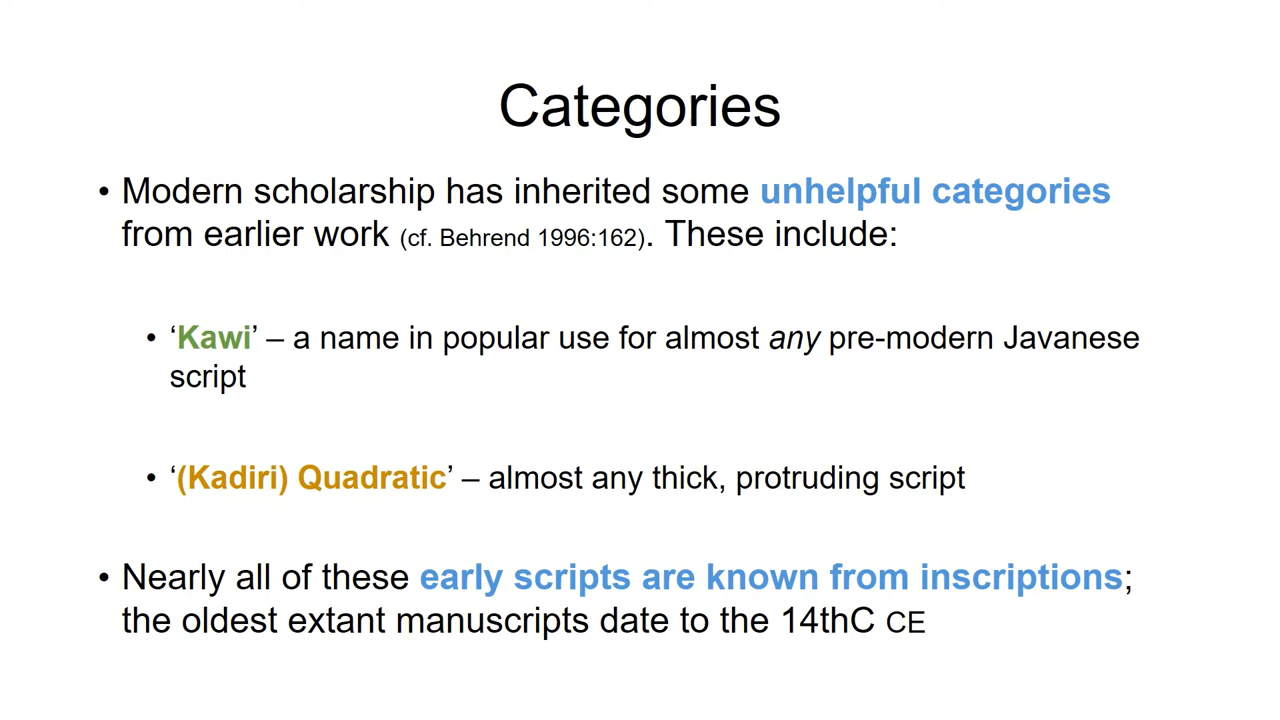 Categories
• Modern scholarship has inherited some unhelpful categories
from earlier work (cf. Behrend 1996:162). These include:
• ‘Kawi’ – a name in popular use for almost any pre-modern Javanese
script
• ‘(Kadiri) Quadratic’ – almost any thick, protruding script
• Nearly all of these early scripts are known from inscriptions;
the oldest extant manuscripts date to the 14thC CE